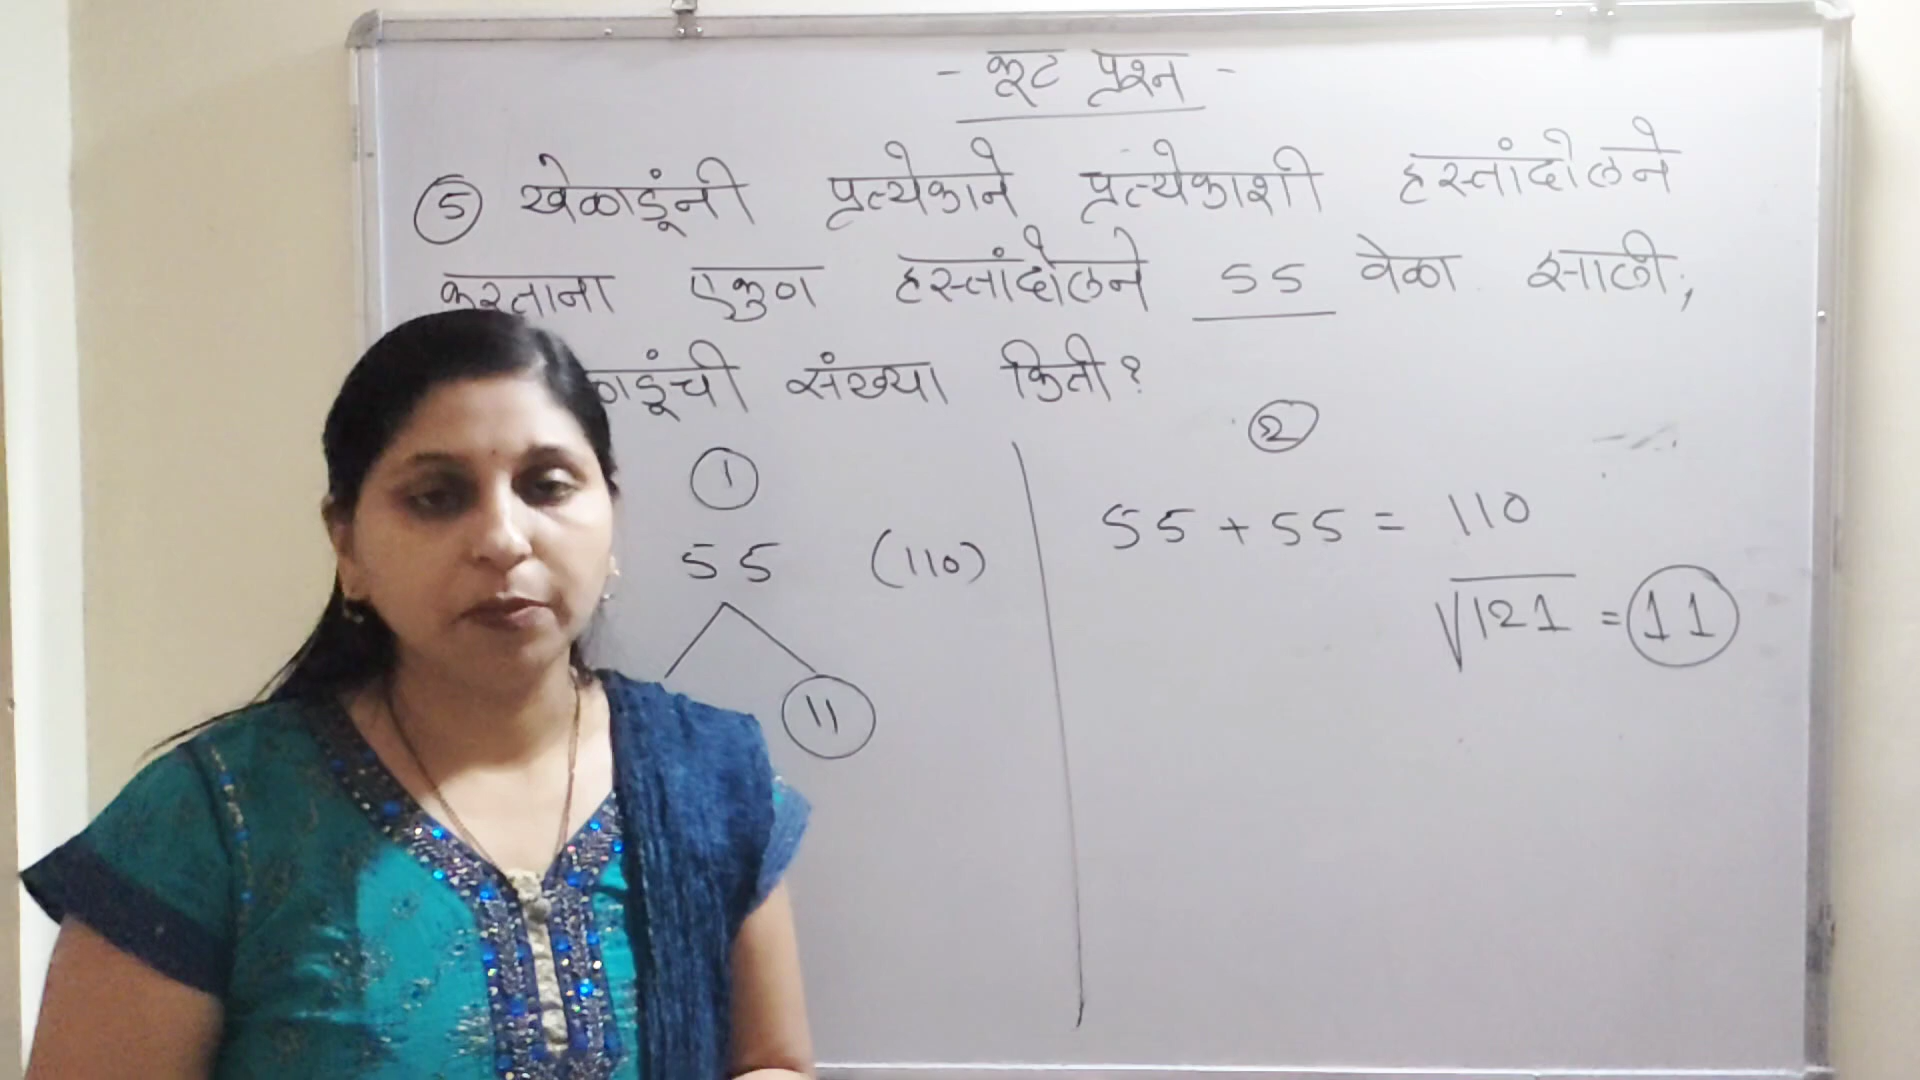 - कूट प्रश्न -
⑤ खेळाडूंनी प्रत्येकाने प्रत्येकाशी हस्तांदोलने
करताना एकुण हस्तांदोलने 55 वेळा झाली,
ळाडूंची संख्या किती?
①
55 (110)
11
②
55 + 55 = 110
√121 = 11